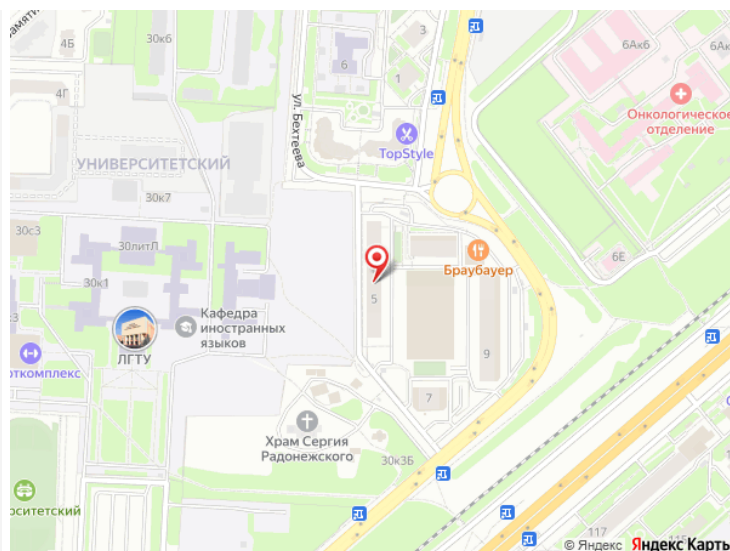 4Б
30к6
6
3
1
6Ак6
6Ак
4Г
ул. Бехтеева
TopStyle
Онкологическое
отделение
УНИВЕРСИТЕТСКИЙ
30к7
30с3
30литЛ
30к1
Браубауер
6Е
5
Кафедра
иностранных
языков
ЛГТУ
9
7
Храм Сергия
Радонежского
30к3Б
117
115
© Яндекс Яндекс Карты